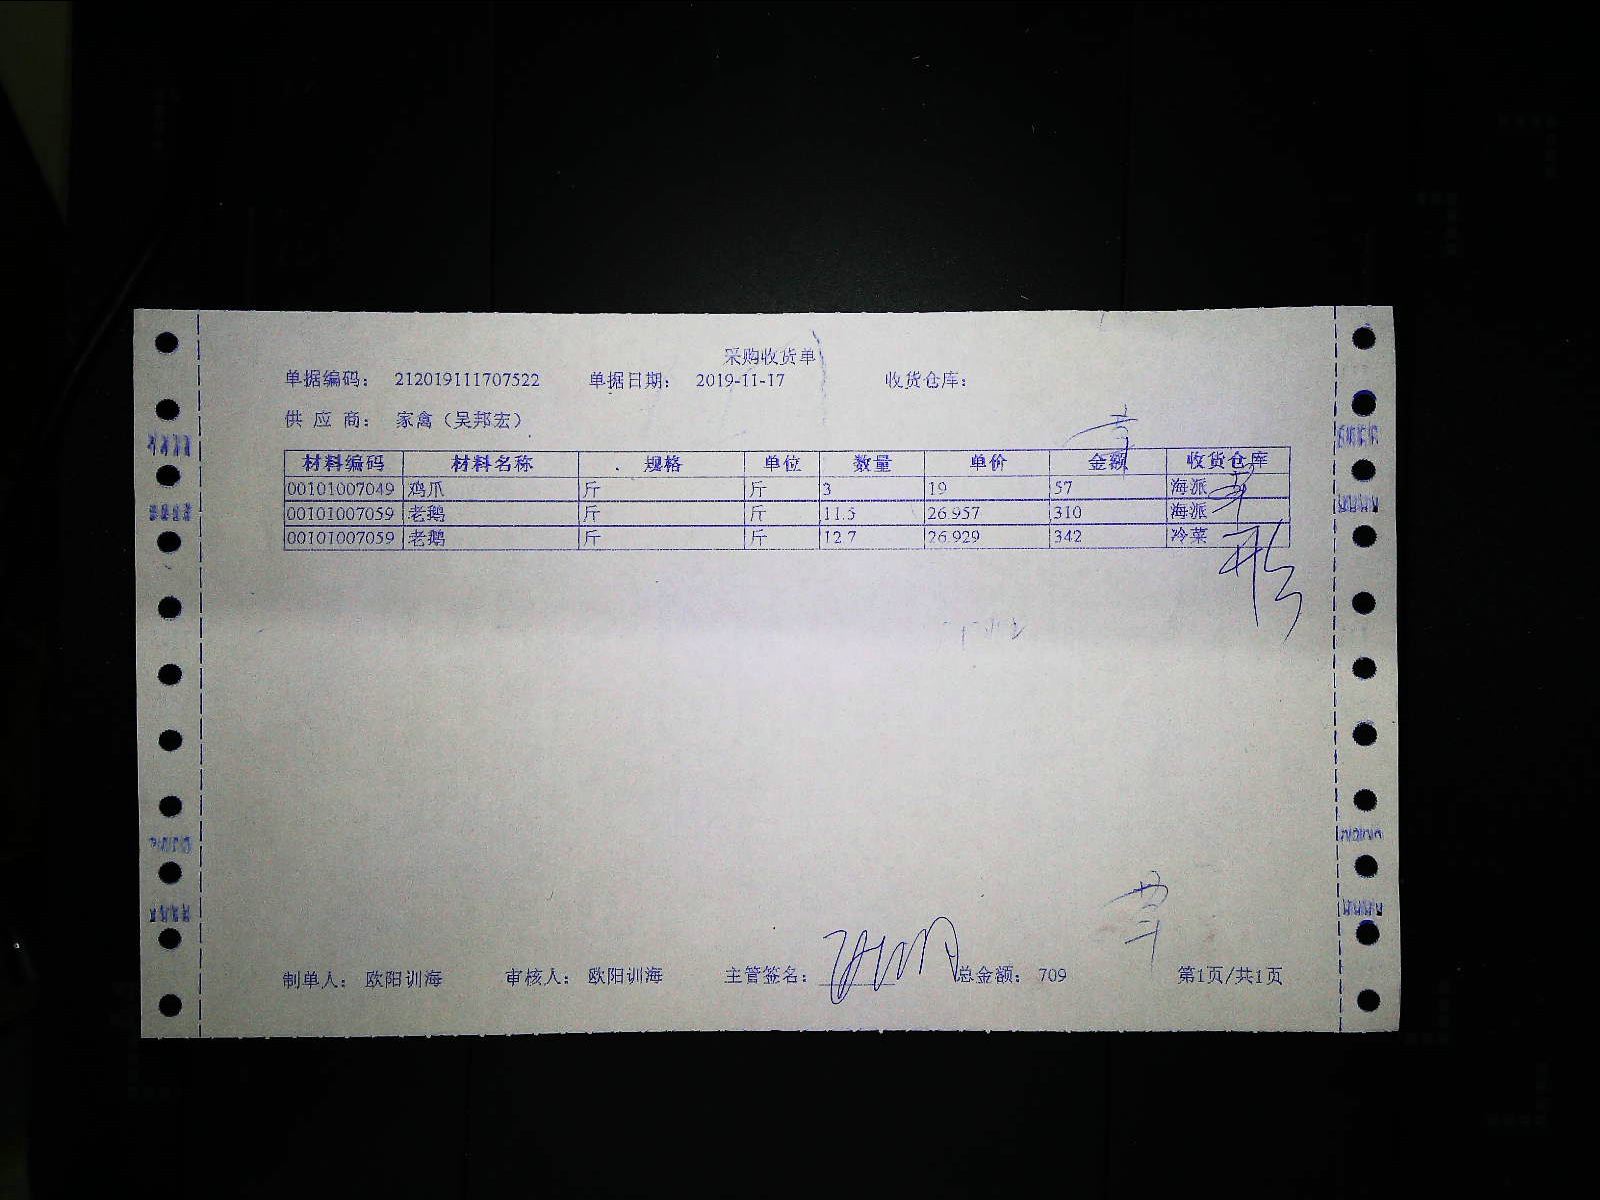 采购收货单
单据编码： 212019111707522 单据日期： 2019-11-17 收货仓库：
供 应 商： 家禽（吴邦宏）
材料编码 材料名称 规格 单位 数量 单价 金额 收货仓库
00101007049 鸡爪 斤 斤 3 19 57 海派
00101007059 老鹅 斤 斤 11.5 26.957 310 海派
00101007059 老鹅 斤 斤 12.7 26.929 342 冷菜
制单人： 欧阳训海 审核人： 欧阳训海 主管签名： 总金额： 709 第1页/共1页